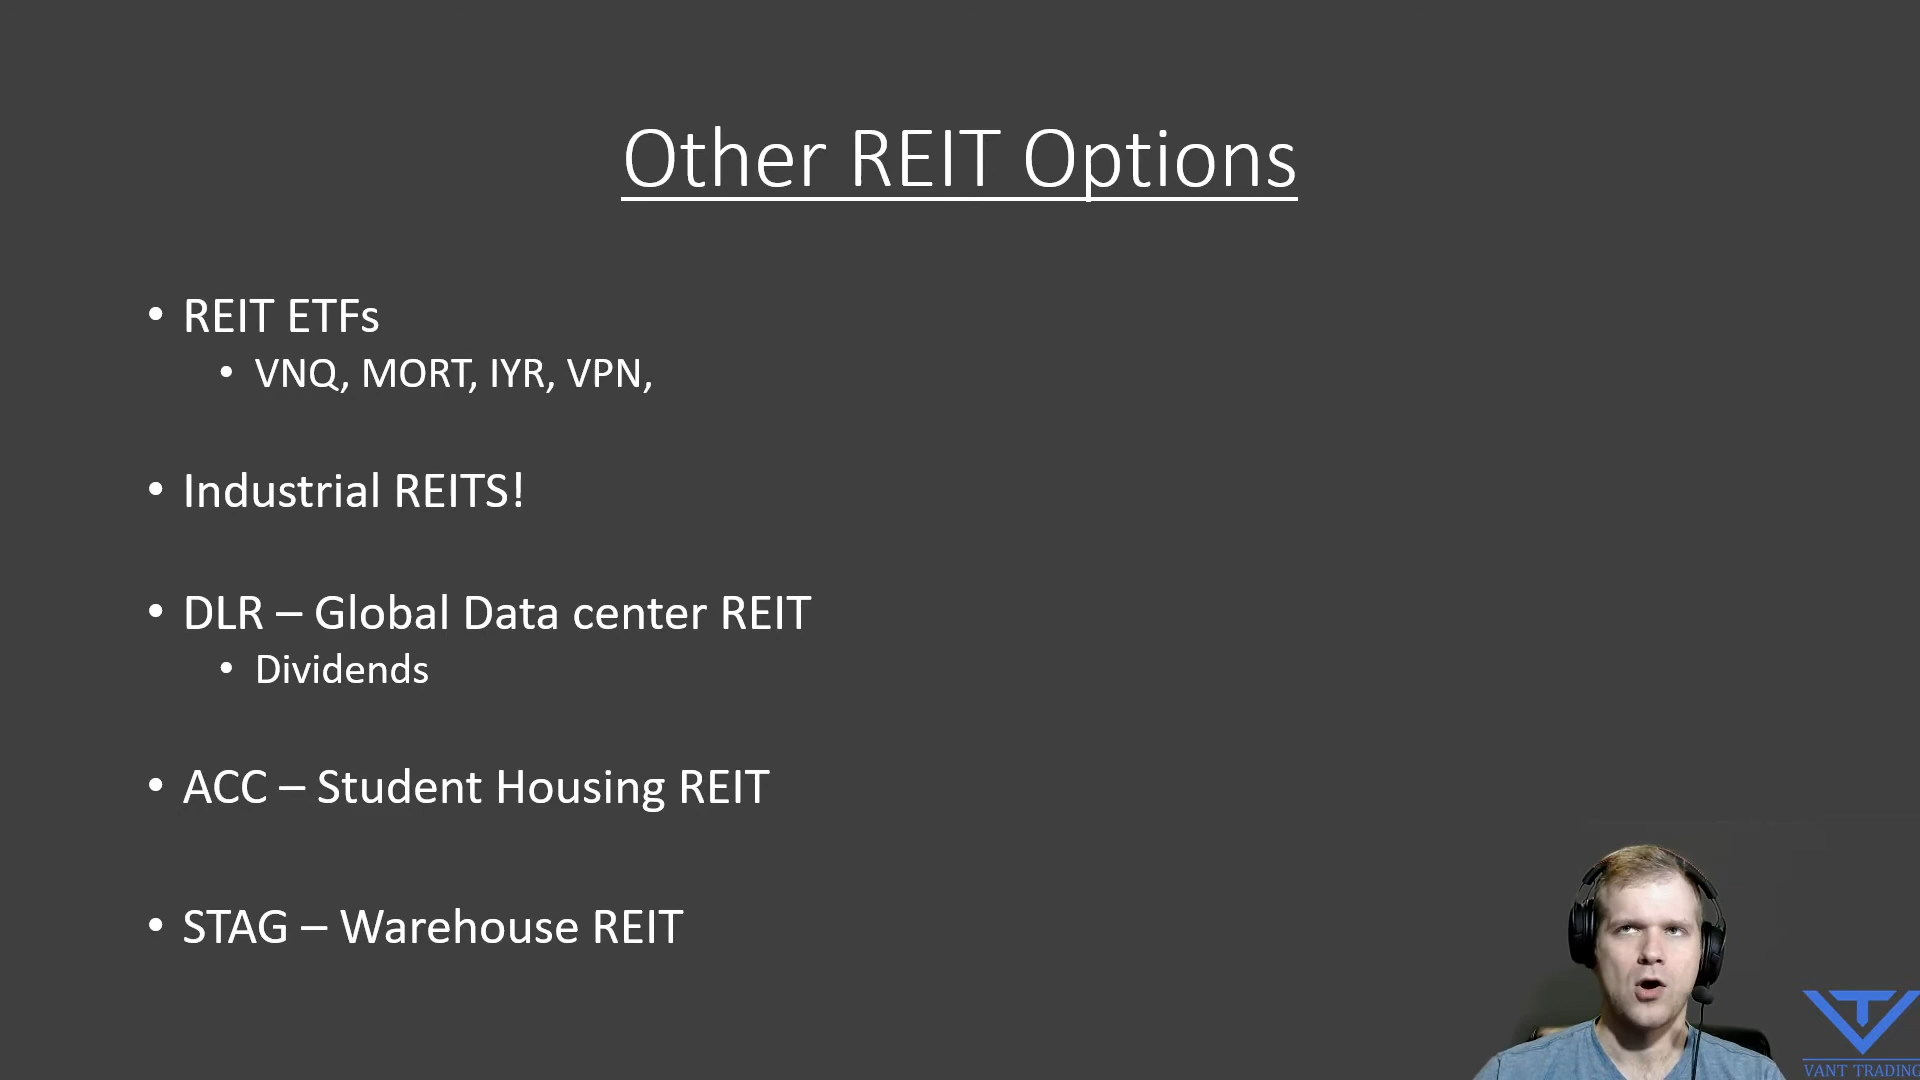 Other REIT Options
• REIT ETFs
• VNQ, MORT, IYR, VPN,
• Industrial REITS!
• DLR – Global Data center REIT
• Dividends
• ACC – Student Housing REIT
• STAG – Warehouse REIT
VANT TRADING